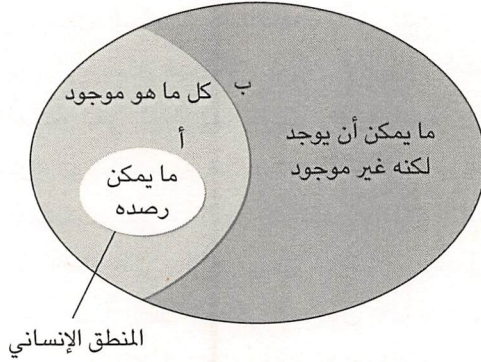 ب
كل ما هو موجود
ما يمكن أن يوجد
لكنه غير موجود
أ
ما يمكن
رصده
المنطق الإنساني